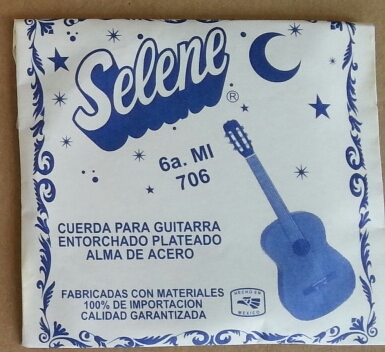 Selene
®
6a. MI
706
CUERDA PARA GUITARRA
ENTORCHADO PLATEADO
ALMA DE ACERO
FABRICADAS CON MATERIALES
100% DE IMPORTACION
CALIDAD GARANTIZADA
HECHO EN
MEXICO